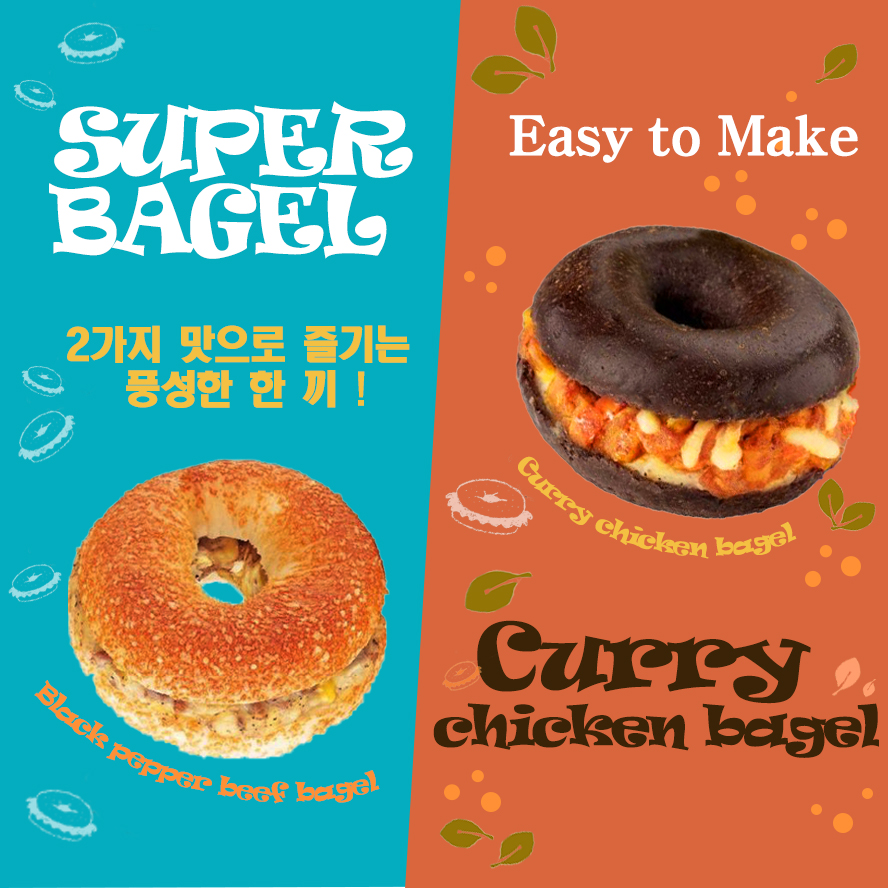 SUPER
BAGEL
2가지 맛으로 즐기는
풍성한 한 끼 !
Black pepper beef bagel
Easy to Make
Curry chicken bagel
Curry
chicken bagel